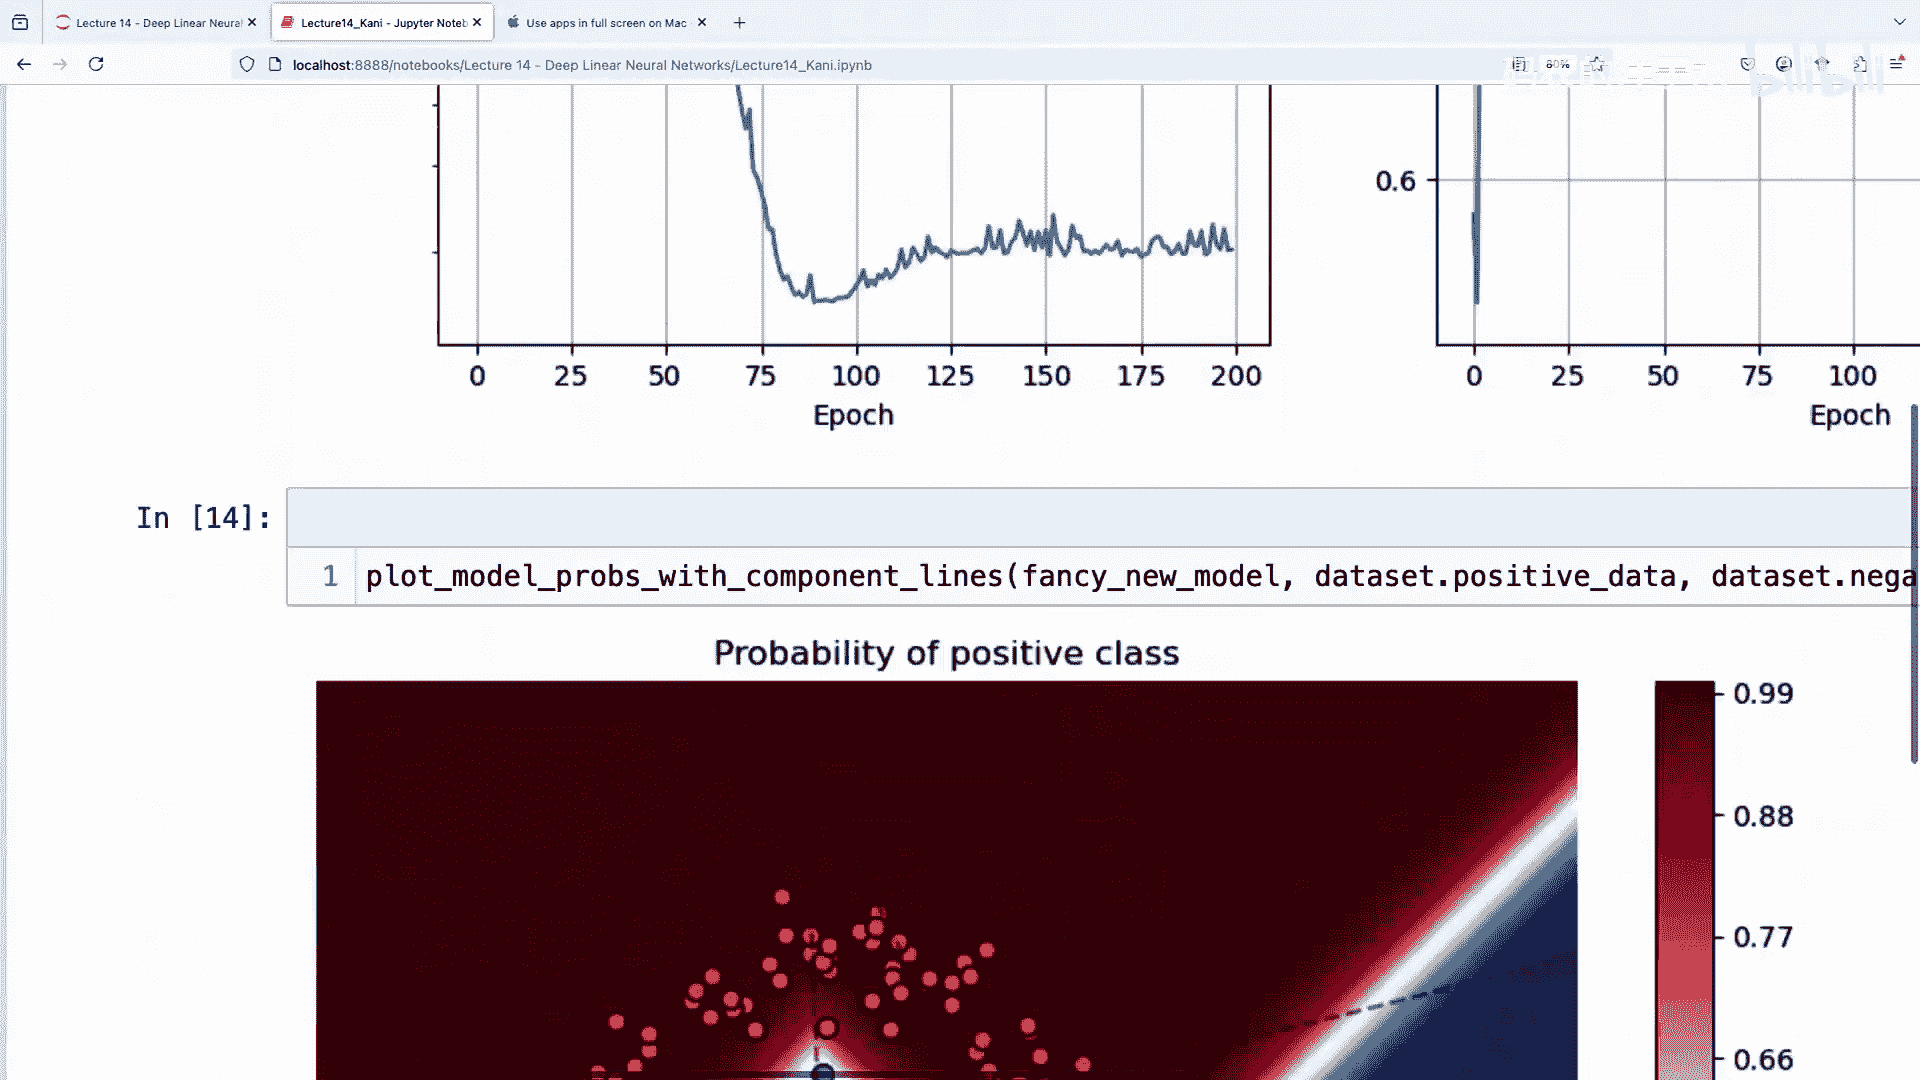 Lecture 14 - Deep Linear Neural
Lecture14_Kani - Jupyter Noteb
Use apps in full screen on Mac
localhost:8888/notebooks/Lecture 14 - Deep Linear Neural Networks/Lecture14_Kani.ipynb
80%
bilibili
0.6
0 25 50 75 100 125 150 175 200
Epoch
0 25 50 75 100
Epoch
In [14]:
1 plot_model_probs_with_component_lines(fancy_new_model, dataset.positive_data, dataset.nega
Probability of positive class
0.99
0.88
0.77
0.66